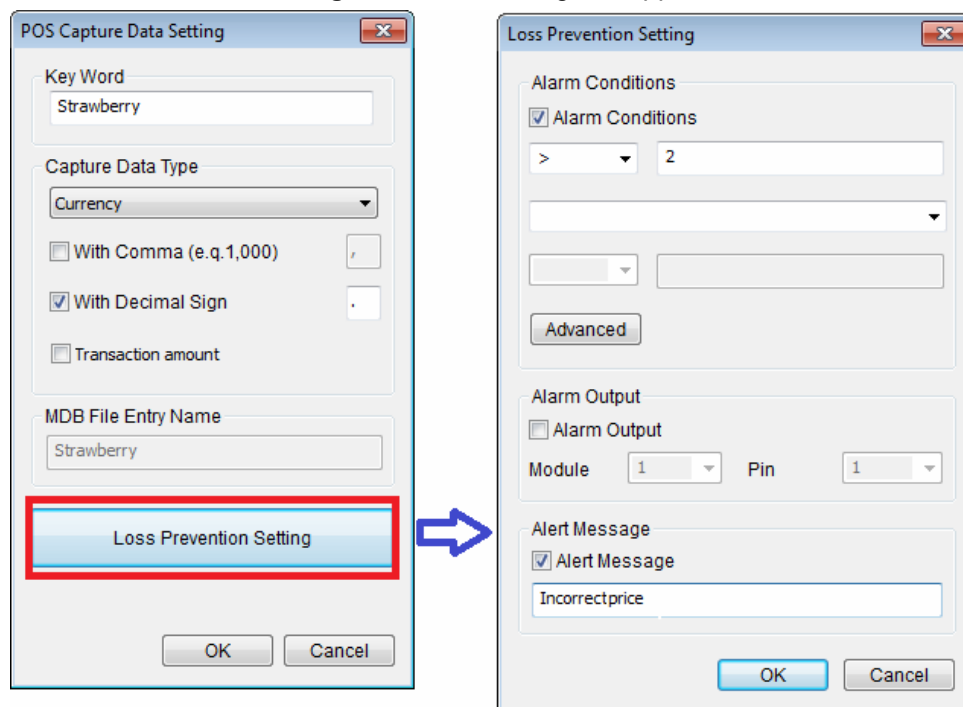 POS Capture Data Setting
Key Word
Strawberry
Capture Data Type
Currency
With Comma (e.q.1,000) ,
With Decimal Sign .
Transaction amount
MDB File Entry Name
Strawberry
Loss Prevention Setting
OK Cancel
Loss Prevention Setting
Alarm Conditions
Alarm Conditions
> 2
Advanced
Alarm Output
Alarm Output
Module 1 Pin 1
Alert Message
Alert Message
Incorrectprice
OK Cancel